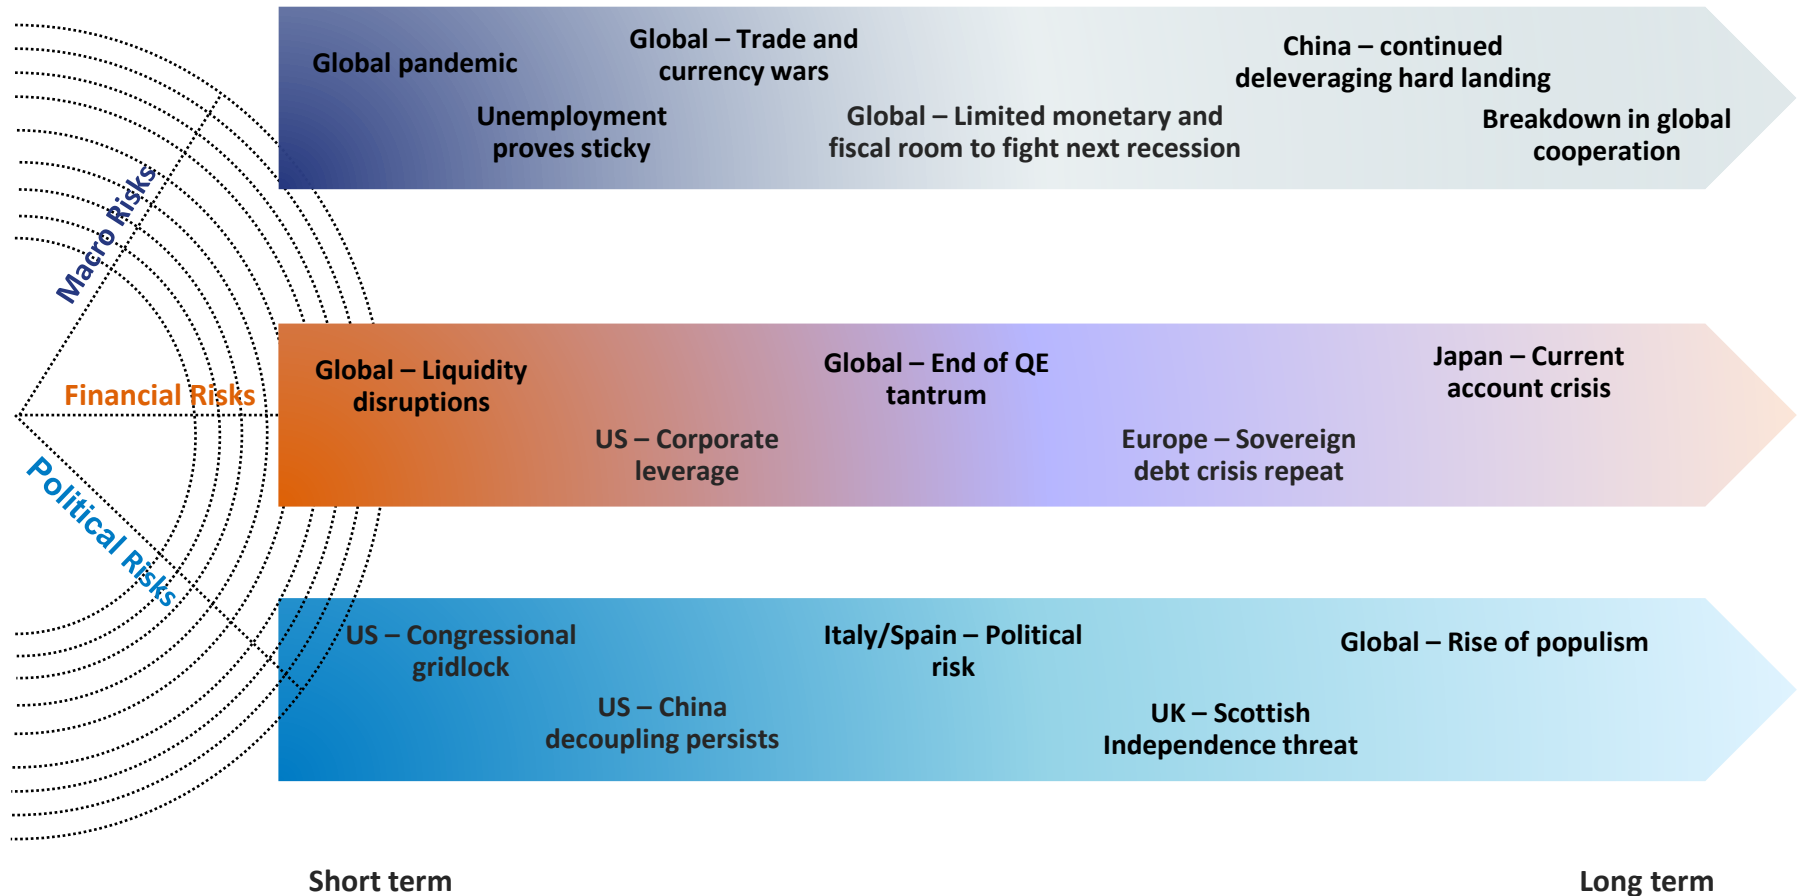 Macro Risks
Global pandemic
Unemployment
proves sticky
Global – Trade and
currency wars
Global – Limited monetary and
fiscal room to fight next recession
China – continued
deleveraging hard landing
Breakdown in global
cooperation
Financial Risks
Global – Liquidity
disruptions
US – Corporate
leverage
Global – End of QE
tantrum
Europe – Sovereign
debt crisis repeat
Japan – Current
account crisis
Political Risks
US – Congressional
gridlock
US – China
decoupling persists
Italy/Spain – Political
risk
UK – Scottish
Independence threat
Global – Rise of populism
Short term
Long term